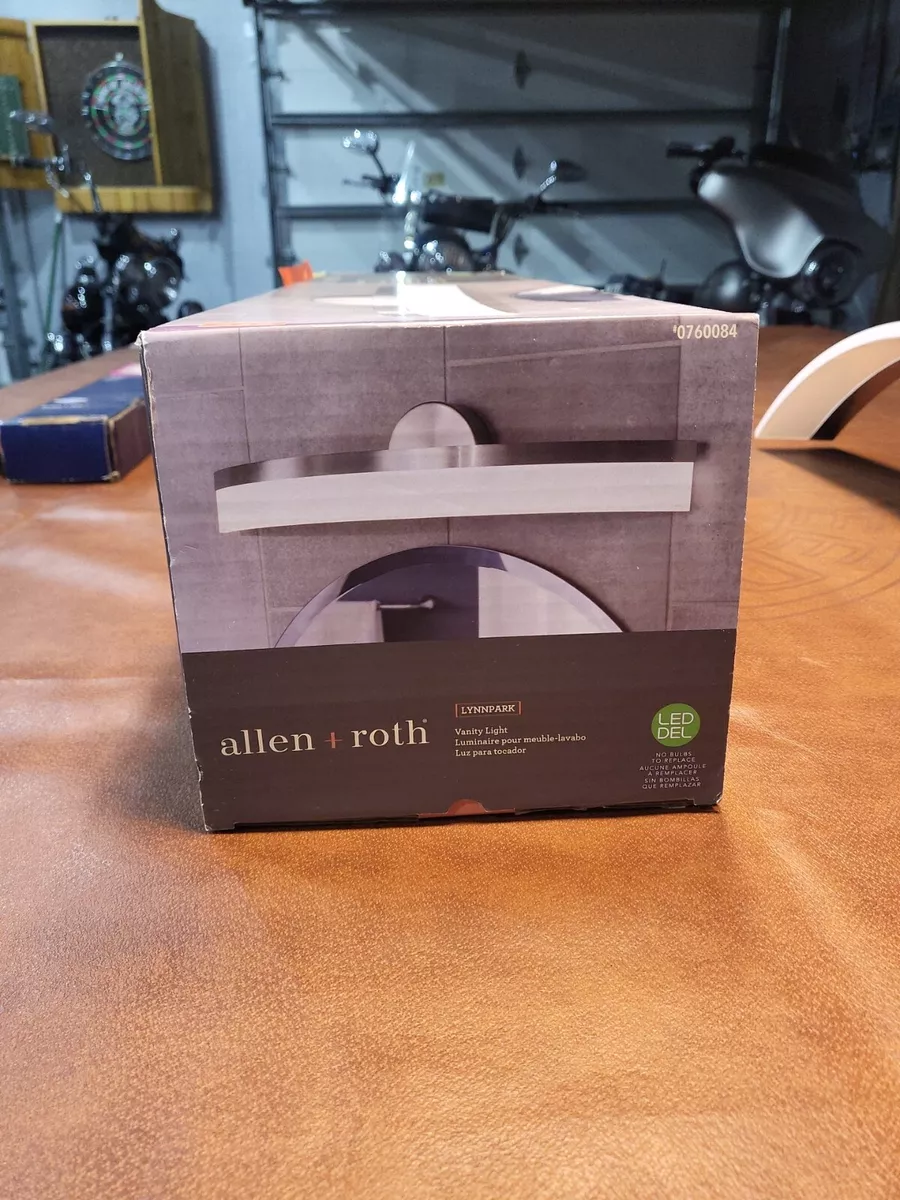 #0760084
allen + roth®
LYNNPARK
Vanity Light
Luminaire pour meuble-lavabo
Luz para tocador
LED
DEL
NO BULBS
TO REPLACE
AUCUNE AMPOULE
À REMPLACER
SIN BOMBILLAS
QUE REMPLAZAR